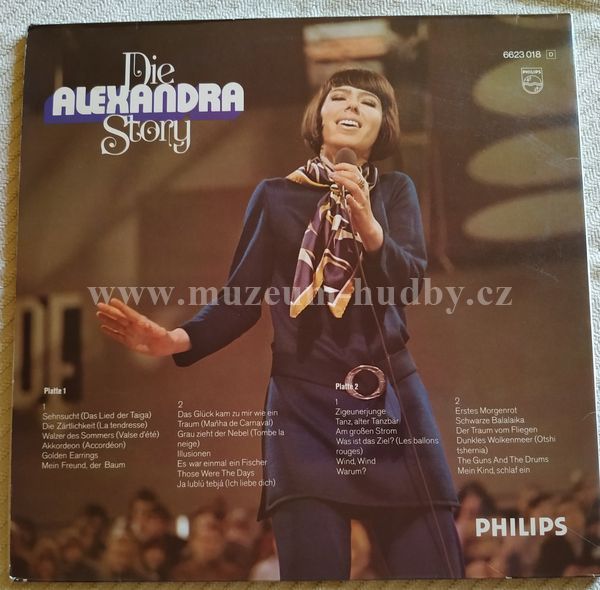 Die
ALEXANDRA
Story
6623 018 D
PHILIPS
www.muzeum-hudby.cz
Platte 1
1
Sehnsucht (Das Lied der Taiga)
Die Zärtlichkeit (La tendresse)
Walzer des Sommers (Valse d'été)
Akkordeon (Accordéon)
Golden Earrings
Mein Freund, der Baum
2
Das Glück kam zu mir wie ein
Traum (Manha de Carnaval)
Grau zieht der Nebel (Tombe la
neige)
Illusionen
Es war einmal ein Fischer
Those Were The Days
Ja lublú tebjá (Ich liebe dich)
Platte 2
1
Zigeunerjunge
Tanz, alter Tanzbär
Am großen Strom
Was ist das Ziel? (Les ballons
rouges)
Wind, Wind
Warum?
2
Erstes Morgenrot
Schwarze Balalaika
Der Traum vom Fliegen
Dunkles Wolkenmeer (Otshi
tshernia)
The Guns And The Drums
Mein Kind, schlaf ein
PHILIPS